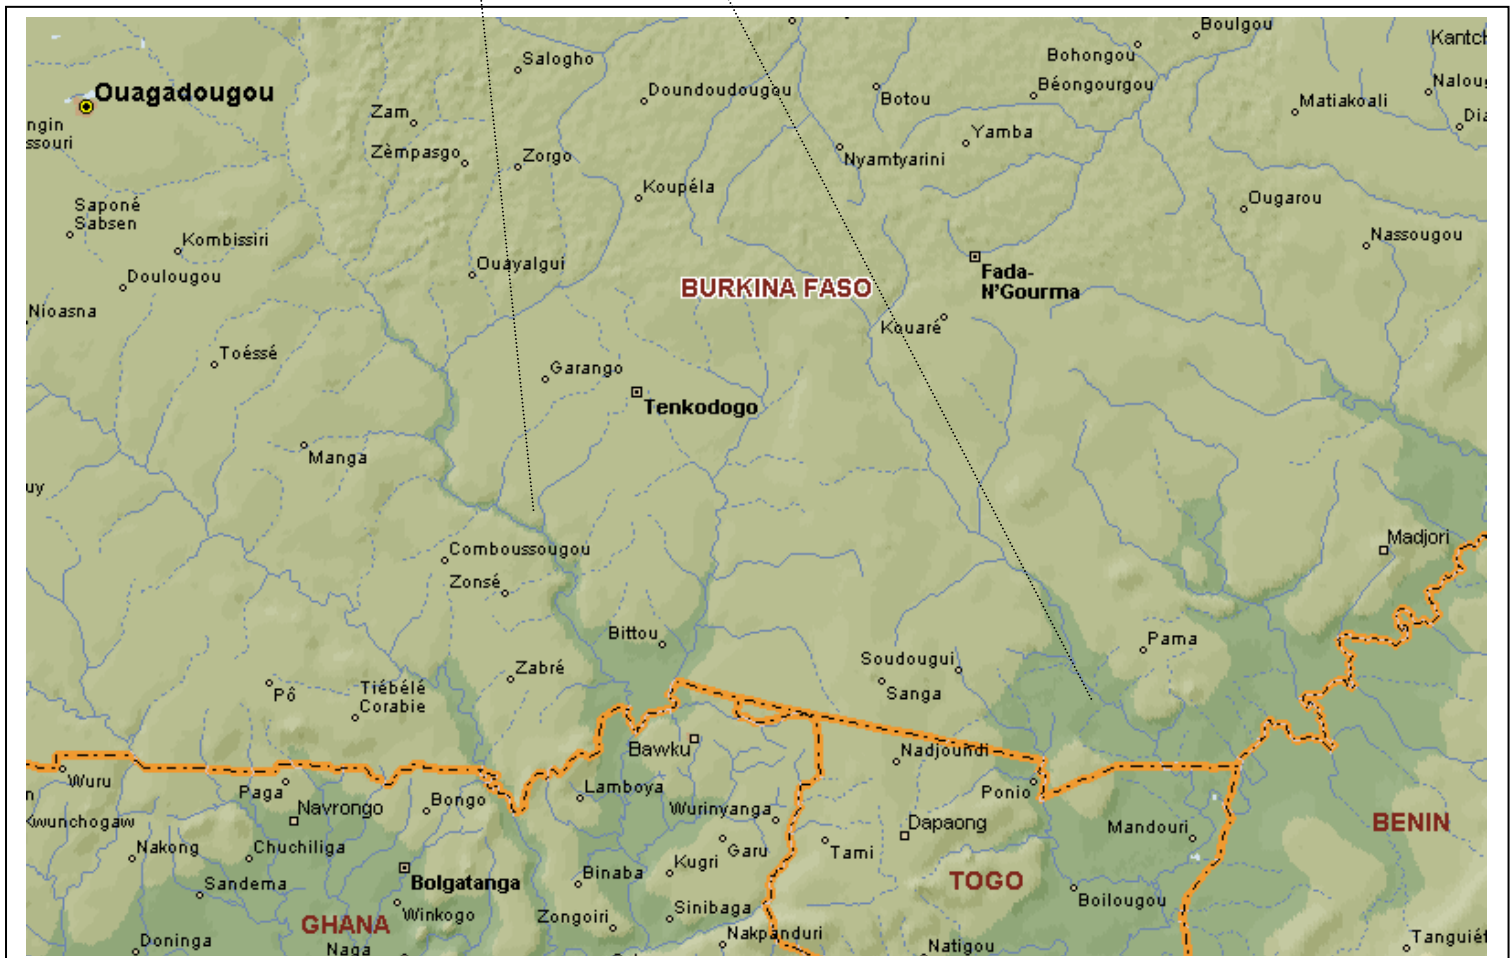 Boulgou
Kantch
Bohongou
Salogho
Béongourgou
Doundoudougou
Botou
Ouagadougou
Matiakoali
Zam
ngin
ssouri
Yamba
Zèmpasgo
Zorgo
Nyamtyarini
Koupéla
Ougarou
Saponé
Sabsen
Kombissiri
Nassougou
Ouayalgui
Doulougou
Fada-
N'Gourma
BURKINA FASO
Nioasna
Kouaré
Toéssé
Garango
Tenkodogo
Manga
uy
Madjori
Comboussougou
Zonsé
Bittou
Pama
Soudougui
Zabré
Sanga
Pô
Tiébélé
Corabie
Bawku
Nadjoundi
Wuru
Paga
Lamboya
Ponio
Bongo
Navrongo
Wurinyanga
Kwunchogaw
Dapaong
Mandouri
BENIN
Nakong
Chuchiliga
Garu
Tami
Kugri
Binaba
Sandema
Bolgatanga
TOGO
Boilougou
Winkogo
Zongoiri
Sinibaga
GHANA
Doninga
Naga
Nakpanduri
Natigou